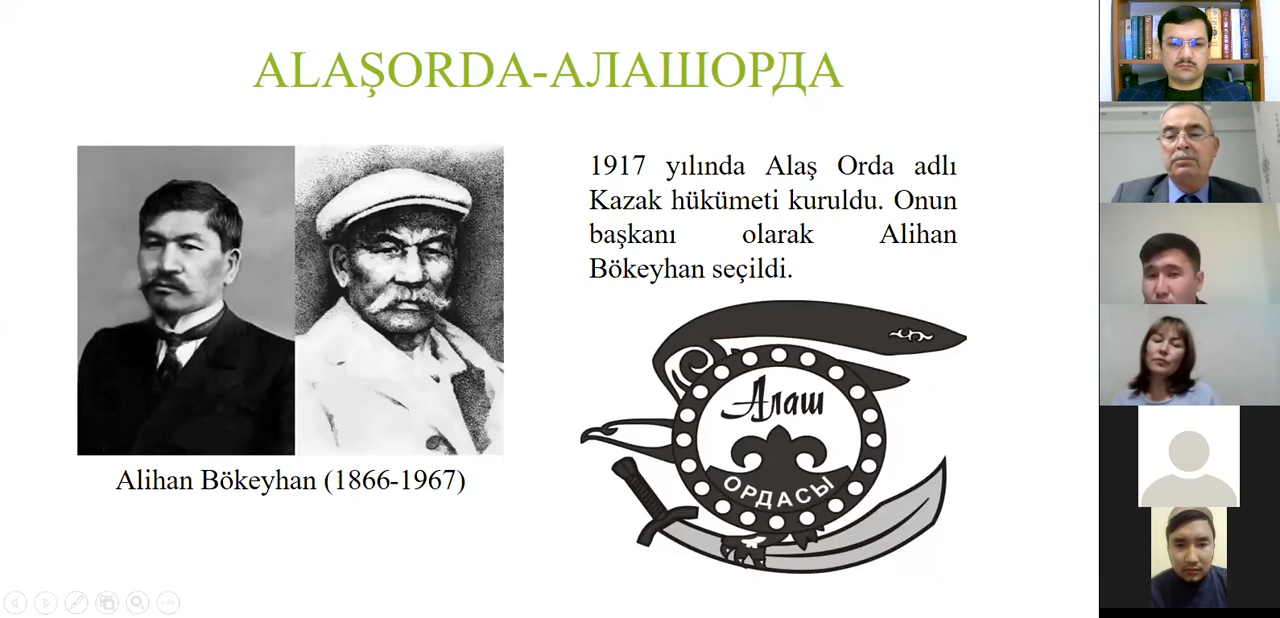 ALAŞORDA-АЛАШОРДА
1917 yılında Alaş Orda adlı
Kazak hükümeti kuruldu. Onun
başkanı olarak Alihan
Bökeyhan seçildi.
Алаш
ОРДАСЫ
Alihan Bökeyhan (1866-1967)